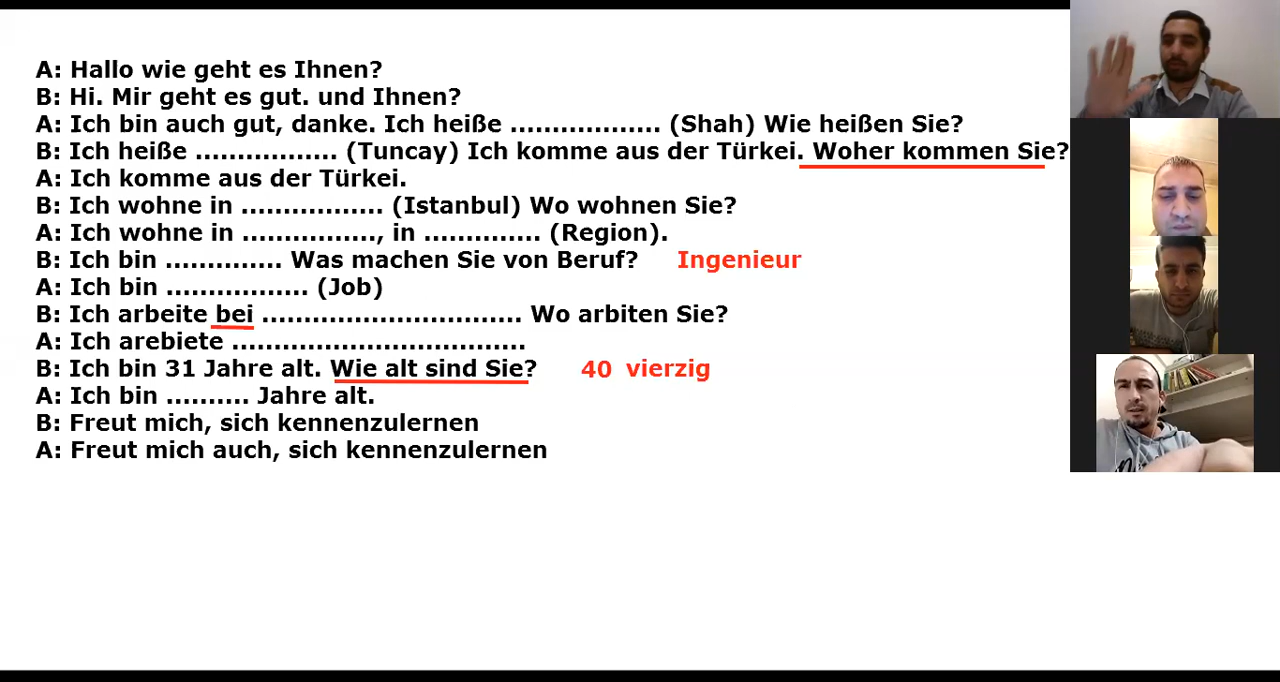 A: Hallo wie geht es Ihnen?
B: Hi. Mir geht es gut. und Ihnen?
A: Ich bin auch gut, danke. Ich heiße .................. (Shah) Wie heißen Sie?
B: Ich heiße ................. (Tuncay) Ich komme aus der Türkei. Woher kommen Sie?
A: Ich komme aus der Türkei.
B: Ich wohne in ................. (Istanbul) Wo wohnen Sie?
A: Ich wohne in ................, in .............. (Region).
B: Ich bin .............. Was machen Sie von Beruf? Ingenieur
A: Ich bin ................. (Job)
B: Ich arbeite bei ............................... Wo arbiten Sie?
A: Ich arebiete ...................................
B: Ich bin 31 Jahre alt. Wie alt sind Sie? 40 vierzig
A: Ich bin .......... Jahre alt.
B: Freut mich, sich kennenzulernen
A: Freut mich auch, sich kennenzulernen